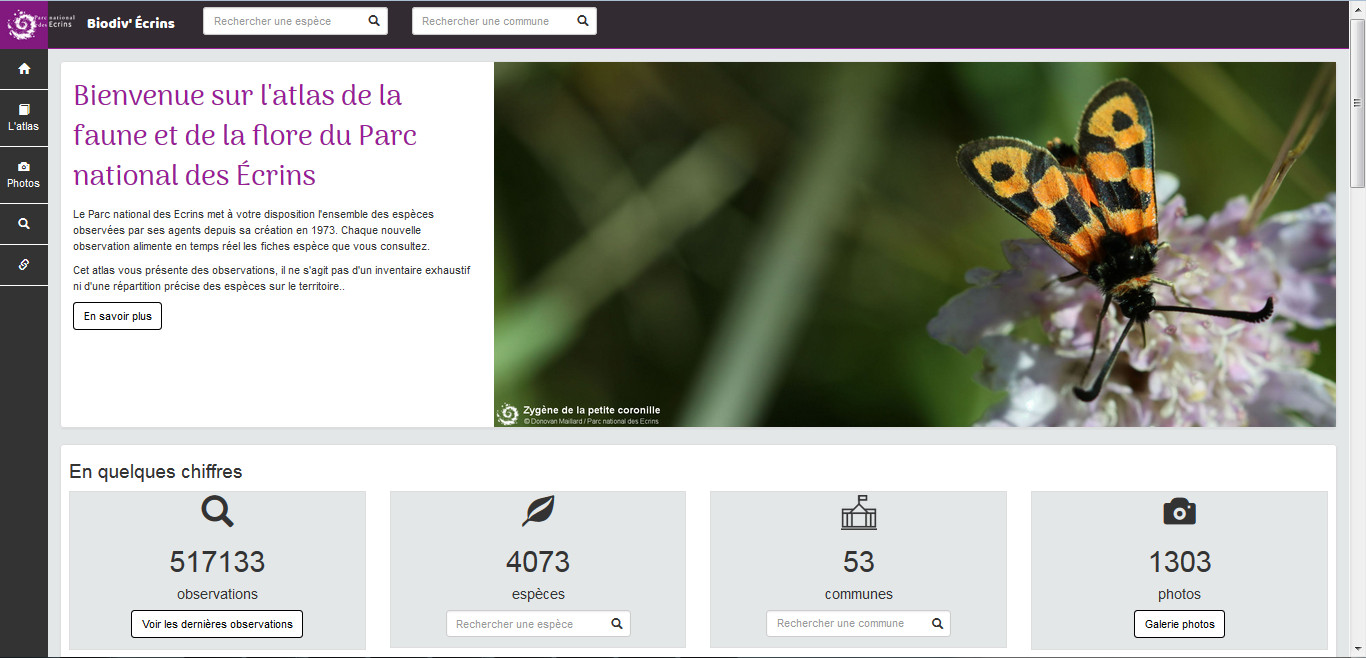 Parc national
des Ecrins
Biodiv' Écrins
Rechercher une espèce
Rechercher une commune
L'atlas
Photos
Bienvenue sur l'atlas de la
faune et de la flore du Parc
national des Écrins
Le Parc national des Ecrins met à votre disposition l'ensemble des espèces
observées par ses agents depuis sa création en 1973. Chaque nouvelle
observation alimente en temps réel les fiches espèce que vous consultez.
Cet atlas vous présente des observations, il ne s'agit pas d'un inventaire exhaustif
ni d'une répartition précise des espèces sur le territoire..
En savoir plus
Zygène de la petite coronille
© Donovan Maillard / Parc national des Ecrins
En quelques chiffres
517133
observations
Voir les dernières observations
4073
espèces
Rechercher une espèce
53
communes
Rechercher une commune
1303
photos
Galerie photos